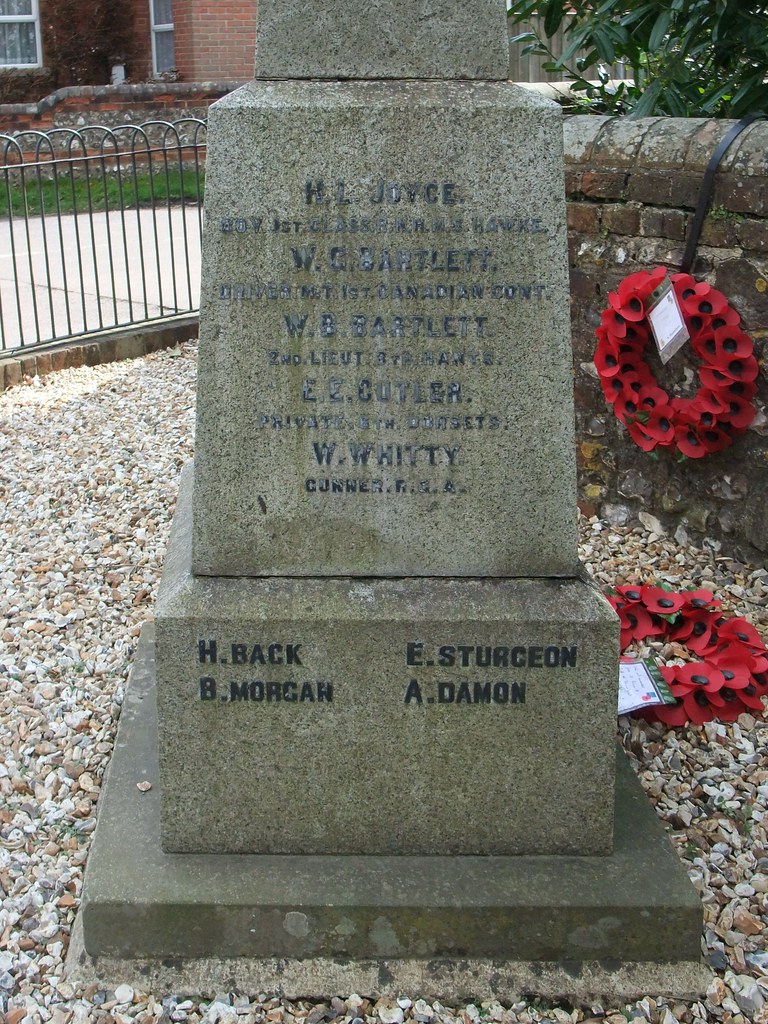 H. L. JOYCE.
BOY. 1ST. CLASS. R.N. H.M.S. HAWKE.
W. G. BARTLETT.
DRIVER. 1ST. CANADIAN CONT.
W. B. BARTLETT.
2ND. LIEUT. 8TH. HANTS.
E. E. CUTLER.
PRIVATE. 6TH. DORSETS.
W. WHITTY.
GUNNER. R.G.A.
H. BACK E. STURGEON
B. MORGAN A. DAMON